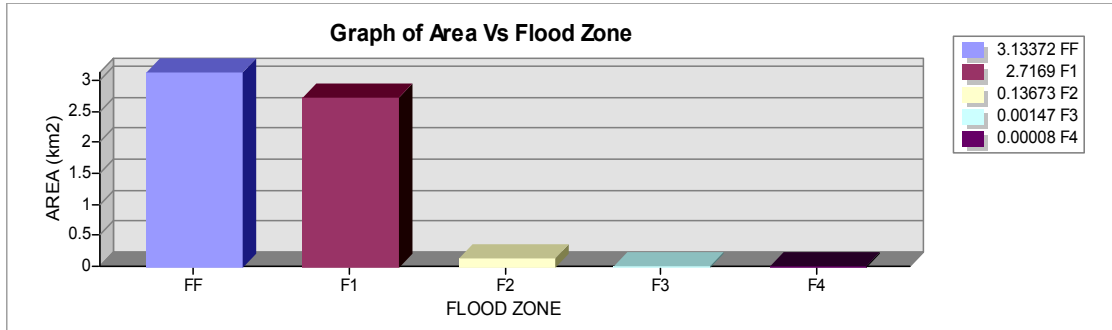 Graph of Area Vs Flood Zone
3.13372 FF
2.7169 F1
0.13673 F2
0.00147 F3
0.00008 F4
AREA (km2)
3
2.5
2
1.5
1
0.5
0
FF F1 F2 F3 F4
FLOOD ZONE